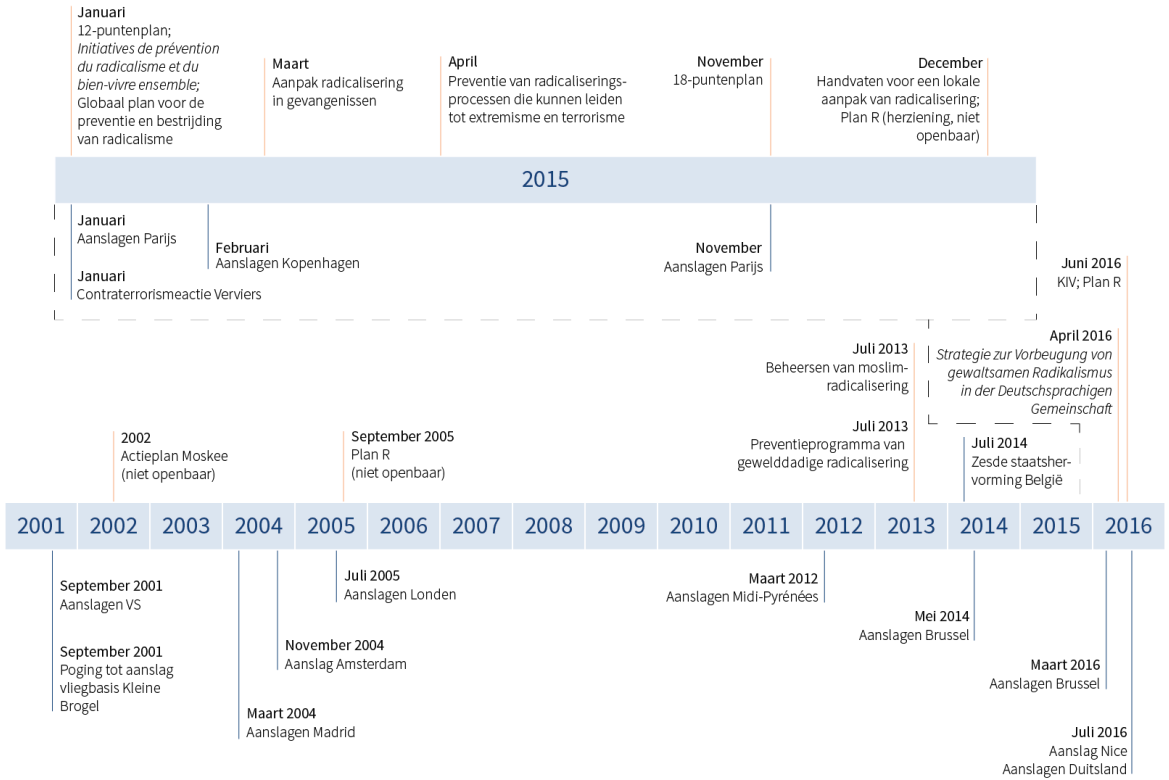 Januari
12-puntenplan;
Initiatives de prévention
du radicalisme et du
bien-vivre ensemble;
Globaal plan voor de
preventie en bestrijding
van radicalisme
Maart
Aanpak radicalisering
in gevangenissen
April
Preventie van radicaliserings-
processen die kunnen leiden
tot extremisme en terrorisme
November
18-puntenplan
December
Handvaten voor een lokale
aanpak van radicalisering;
Plan R (herziening, niet
openbaar)
2015
Januari
Aanslagen Parijs
Januari
Contraterrorismeactie Verviers
Februari
Aanslagen Kopenhagen
November
Aanslagen Parijs
Juni 2016
KIV; Plan R
April 2016
Strategie zur Vorbeugung von
gewaltsamen Radikalismus
in der Deutschsprachigen
Gemeinschaft
Juli 2013
Beheersen van moslim-
radicalisering
Juli 2013
Preventieprogramma van
gewelddadige radicalisering
2002
Actieplan Moskee
(niet openbaar)
September 2005
Plan R
(niet openbaar)
Juli 2014
Zesde staatsher-
vorming België
2001 2002 2003 2004 2005 2006 2007 2008 2009 2010 2011 2012 2013 2014 2015 2016
September 2001
Aanslagen VS
September 2001
Poging tot aanslag
vliegbasis Kleine
Brogel
Maart 2004
Aanslagen Madrid
November 2004
Aanslag Amsterdam
Juli 2005
Aanslagen Londen
Maart 2012
Aanslagen Midi-Pyrénées
Mei 2014
Aanslagen Brussel
Maart 2016
Aanslagen Brussel
Juli 2016
Aanslag Nice
Aanslagen Duitsland